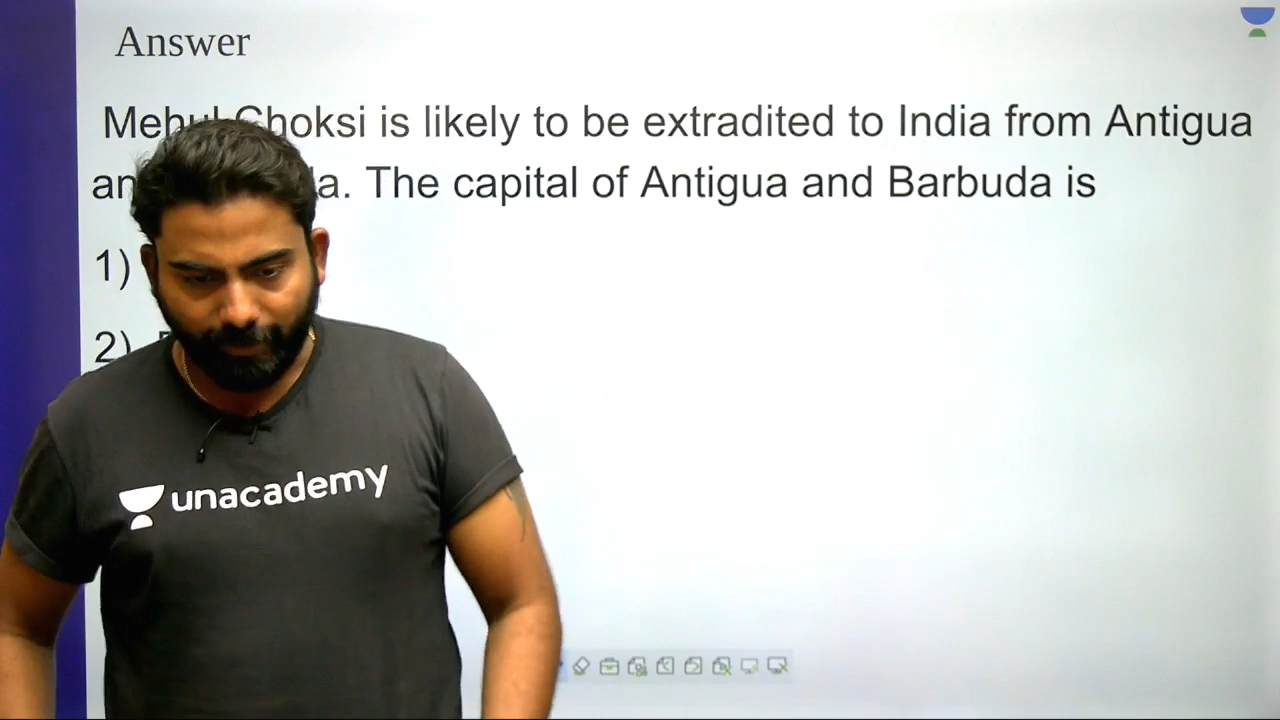 Answer
Mehul Choksi is likely to be extradited to India from Antigua
a. The capital of Antigua and Barbuda is
1)
2)
unacademy